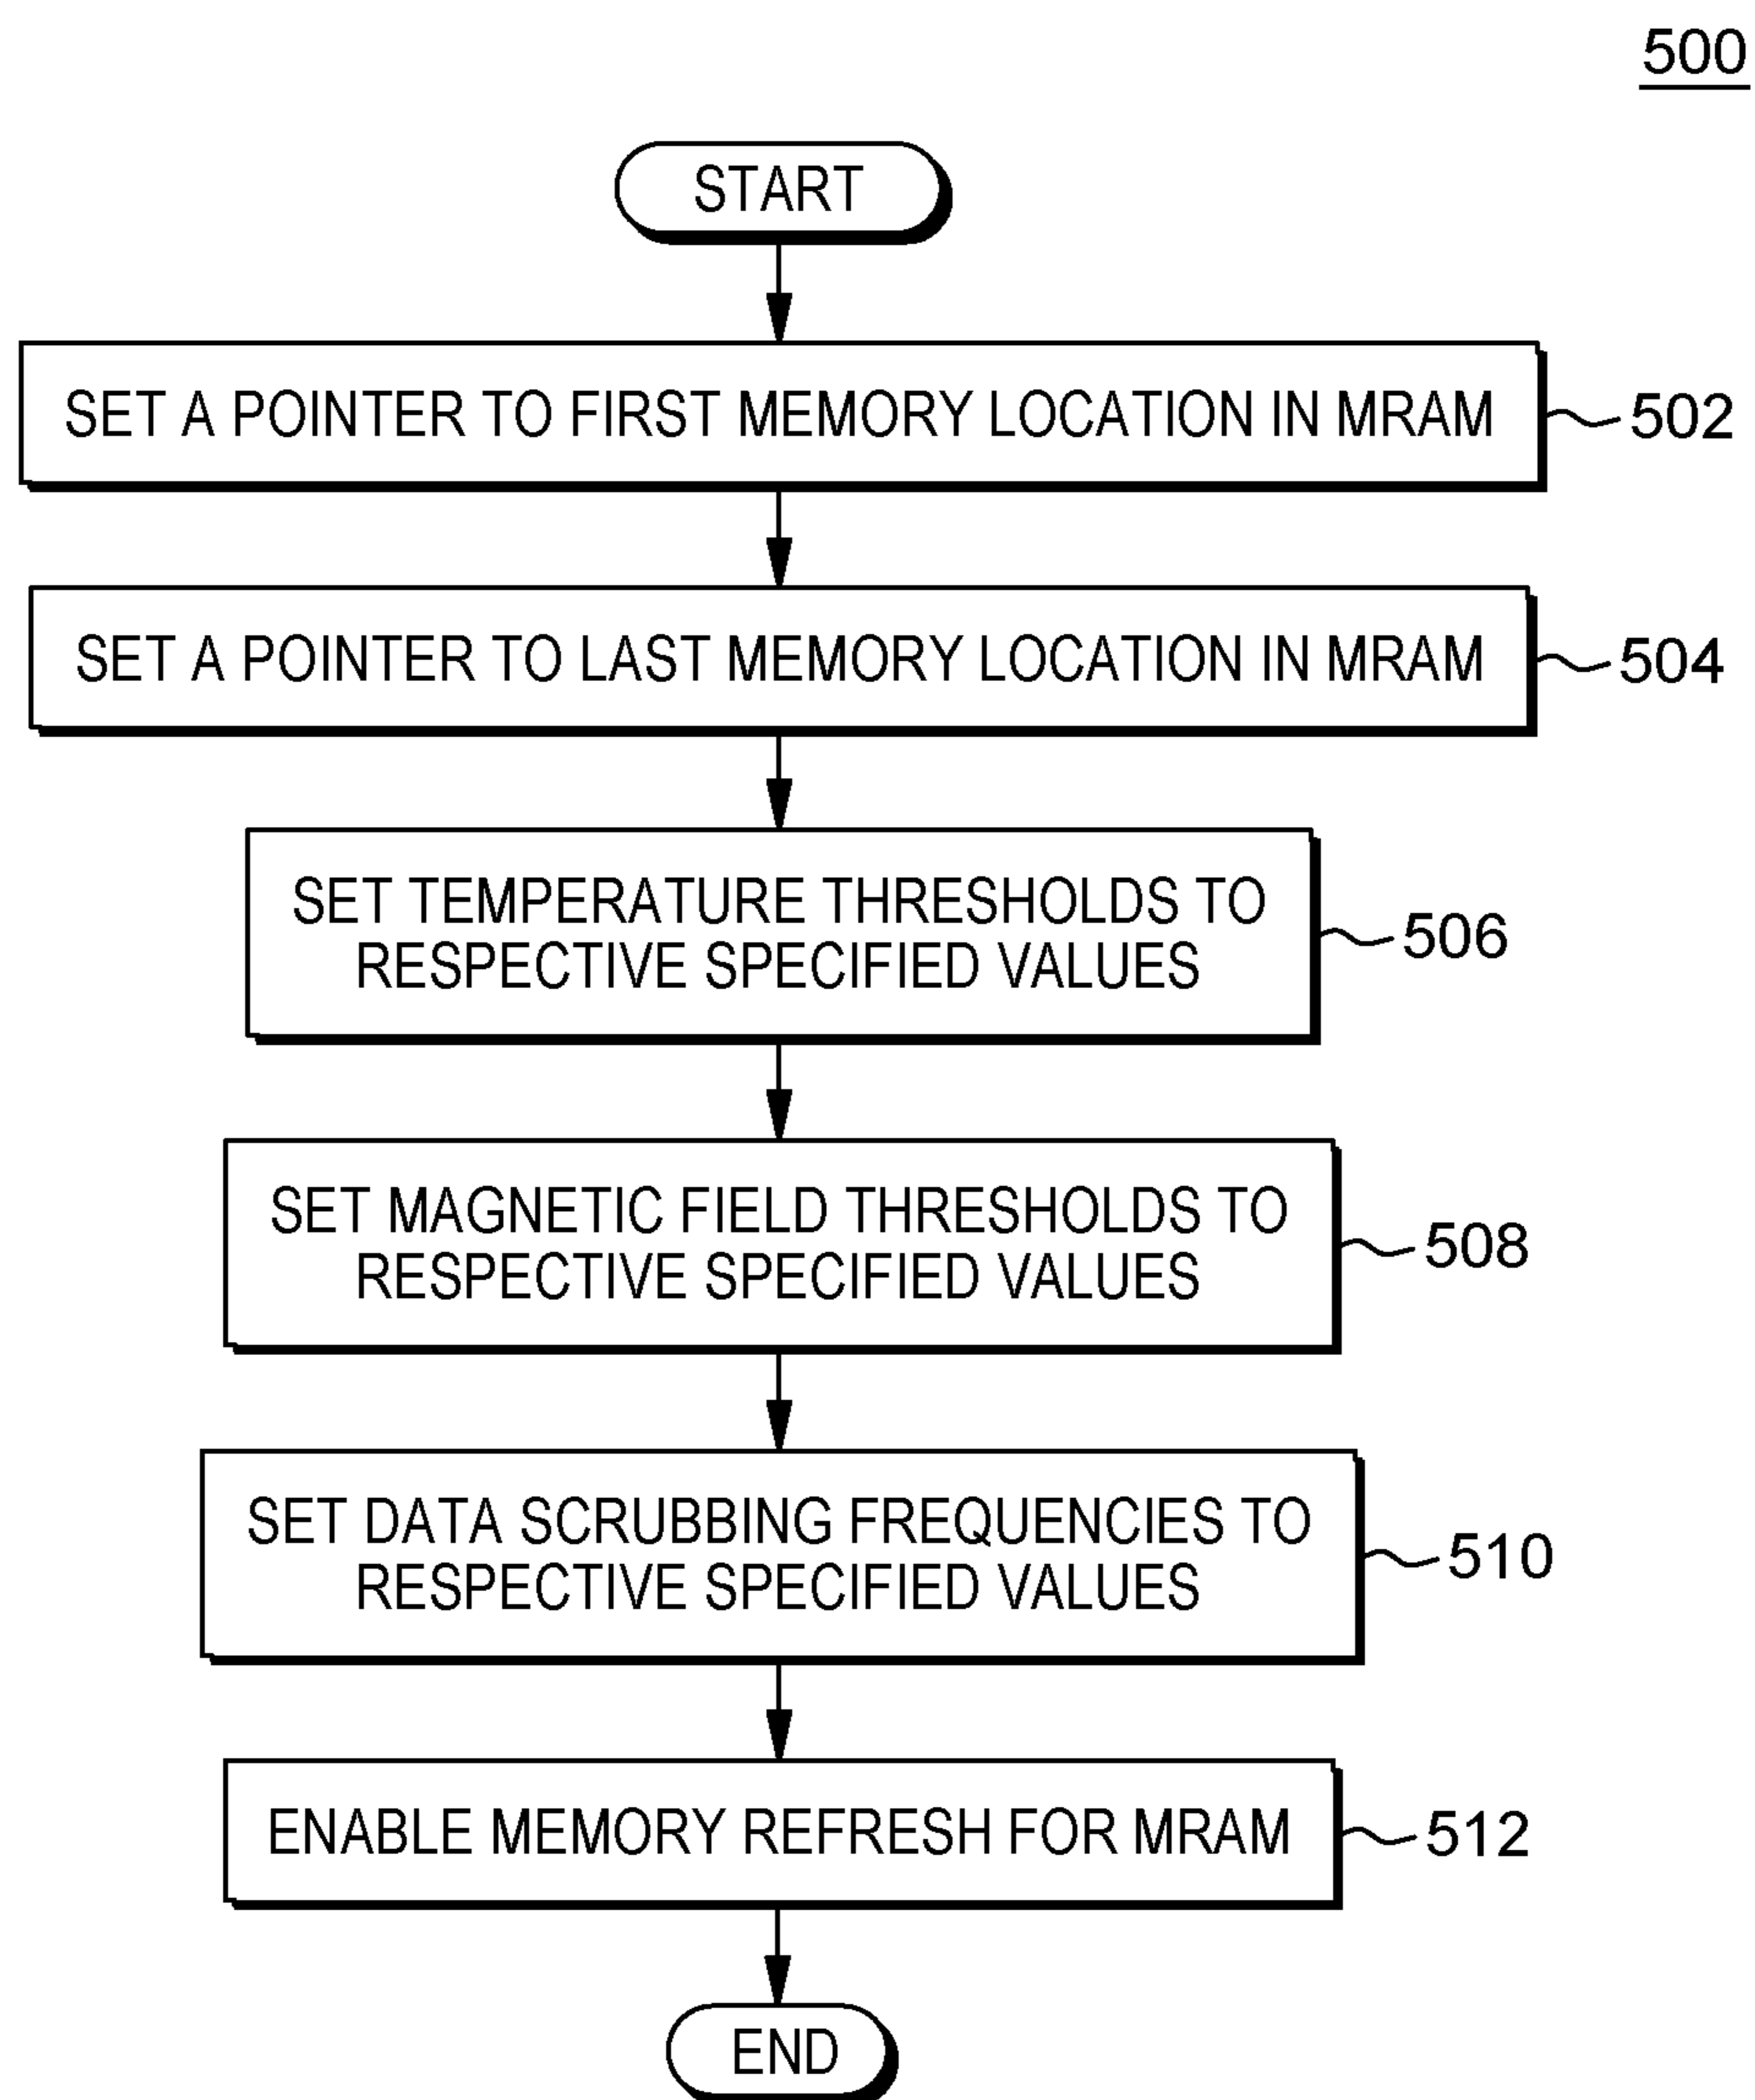 500
START
SET A POINTER TO FIRST MEMORY LOCATION IN MRAM
502
SET A POINTER TO LAST MEMORY LOCATION IN MRAM
504
SET TEMPERATURE THRESHOLDS TO
RESPECTIVE SPECIFIED VALUES
506
SET MAGNETIC FIELD THRESHOLDS TO
RESPECTIVE SPECIFIED VALUES
508
SET DATA SCRUBBING FREQUENCIES TO
RESPECTIVE SPECIFIED VALUES
510
ENABLE MEMORY REFRESH FOR MRAM
512
END